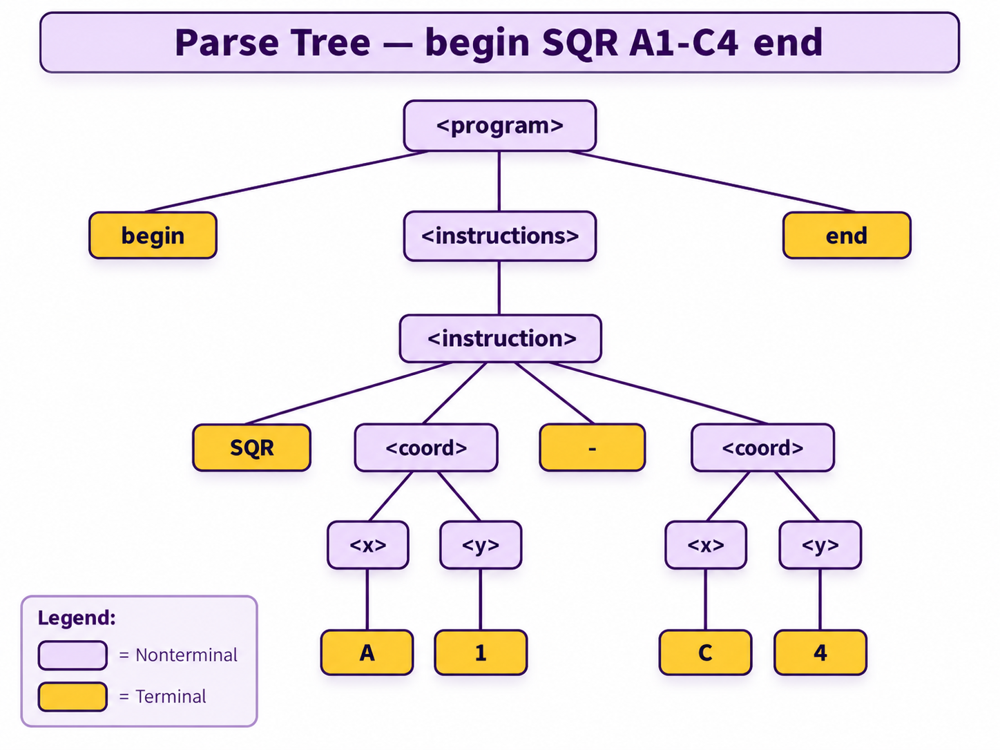 Parse Tree — begin SQR A1-C4 end
<program>
begin
<instructions>
end
<instruction>
SQR
<coord>
-
<coord>
<x>
<y>
<x>
<y>
A
1
C
4
Legend:
= Nonterminal
= Terminal